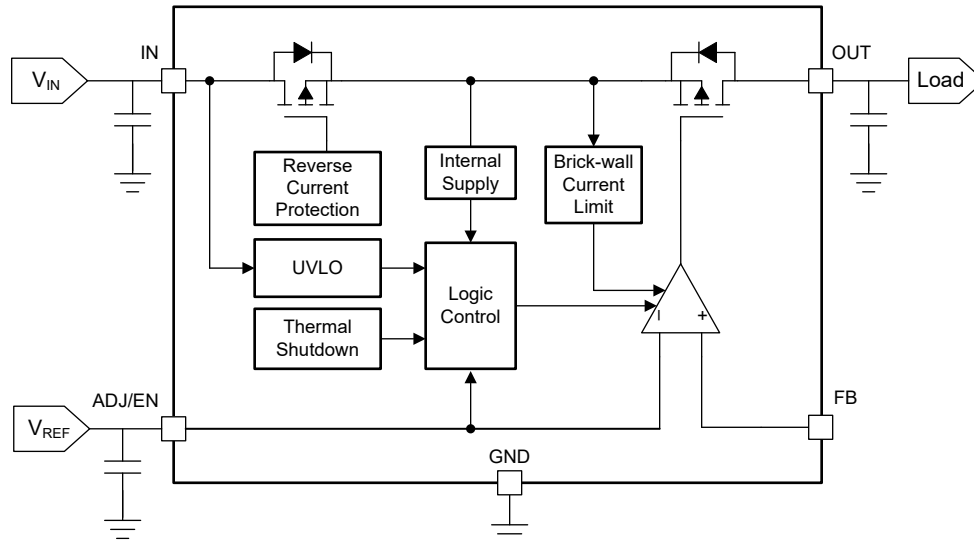 IN
OUT
VIN
Load
Reverse
Current
Protection
Internal
Supply
Brick-wall
Current
Limit
UVLO
Logic
Control
Thermal
Shutdown
– +
ADJ/EN
FB
VREF
GND